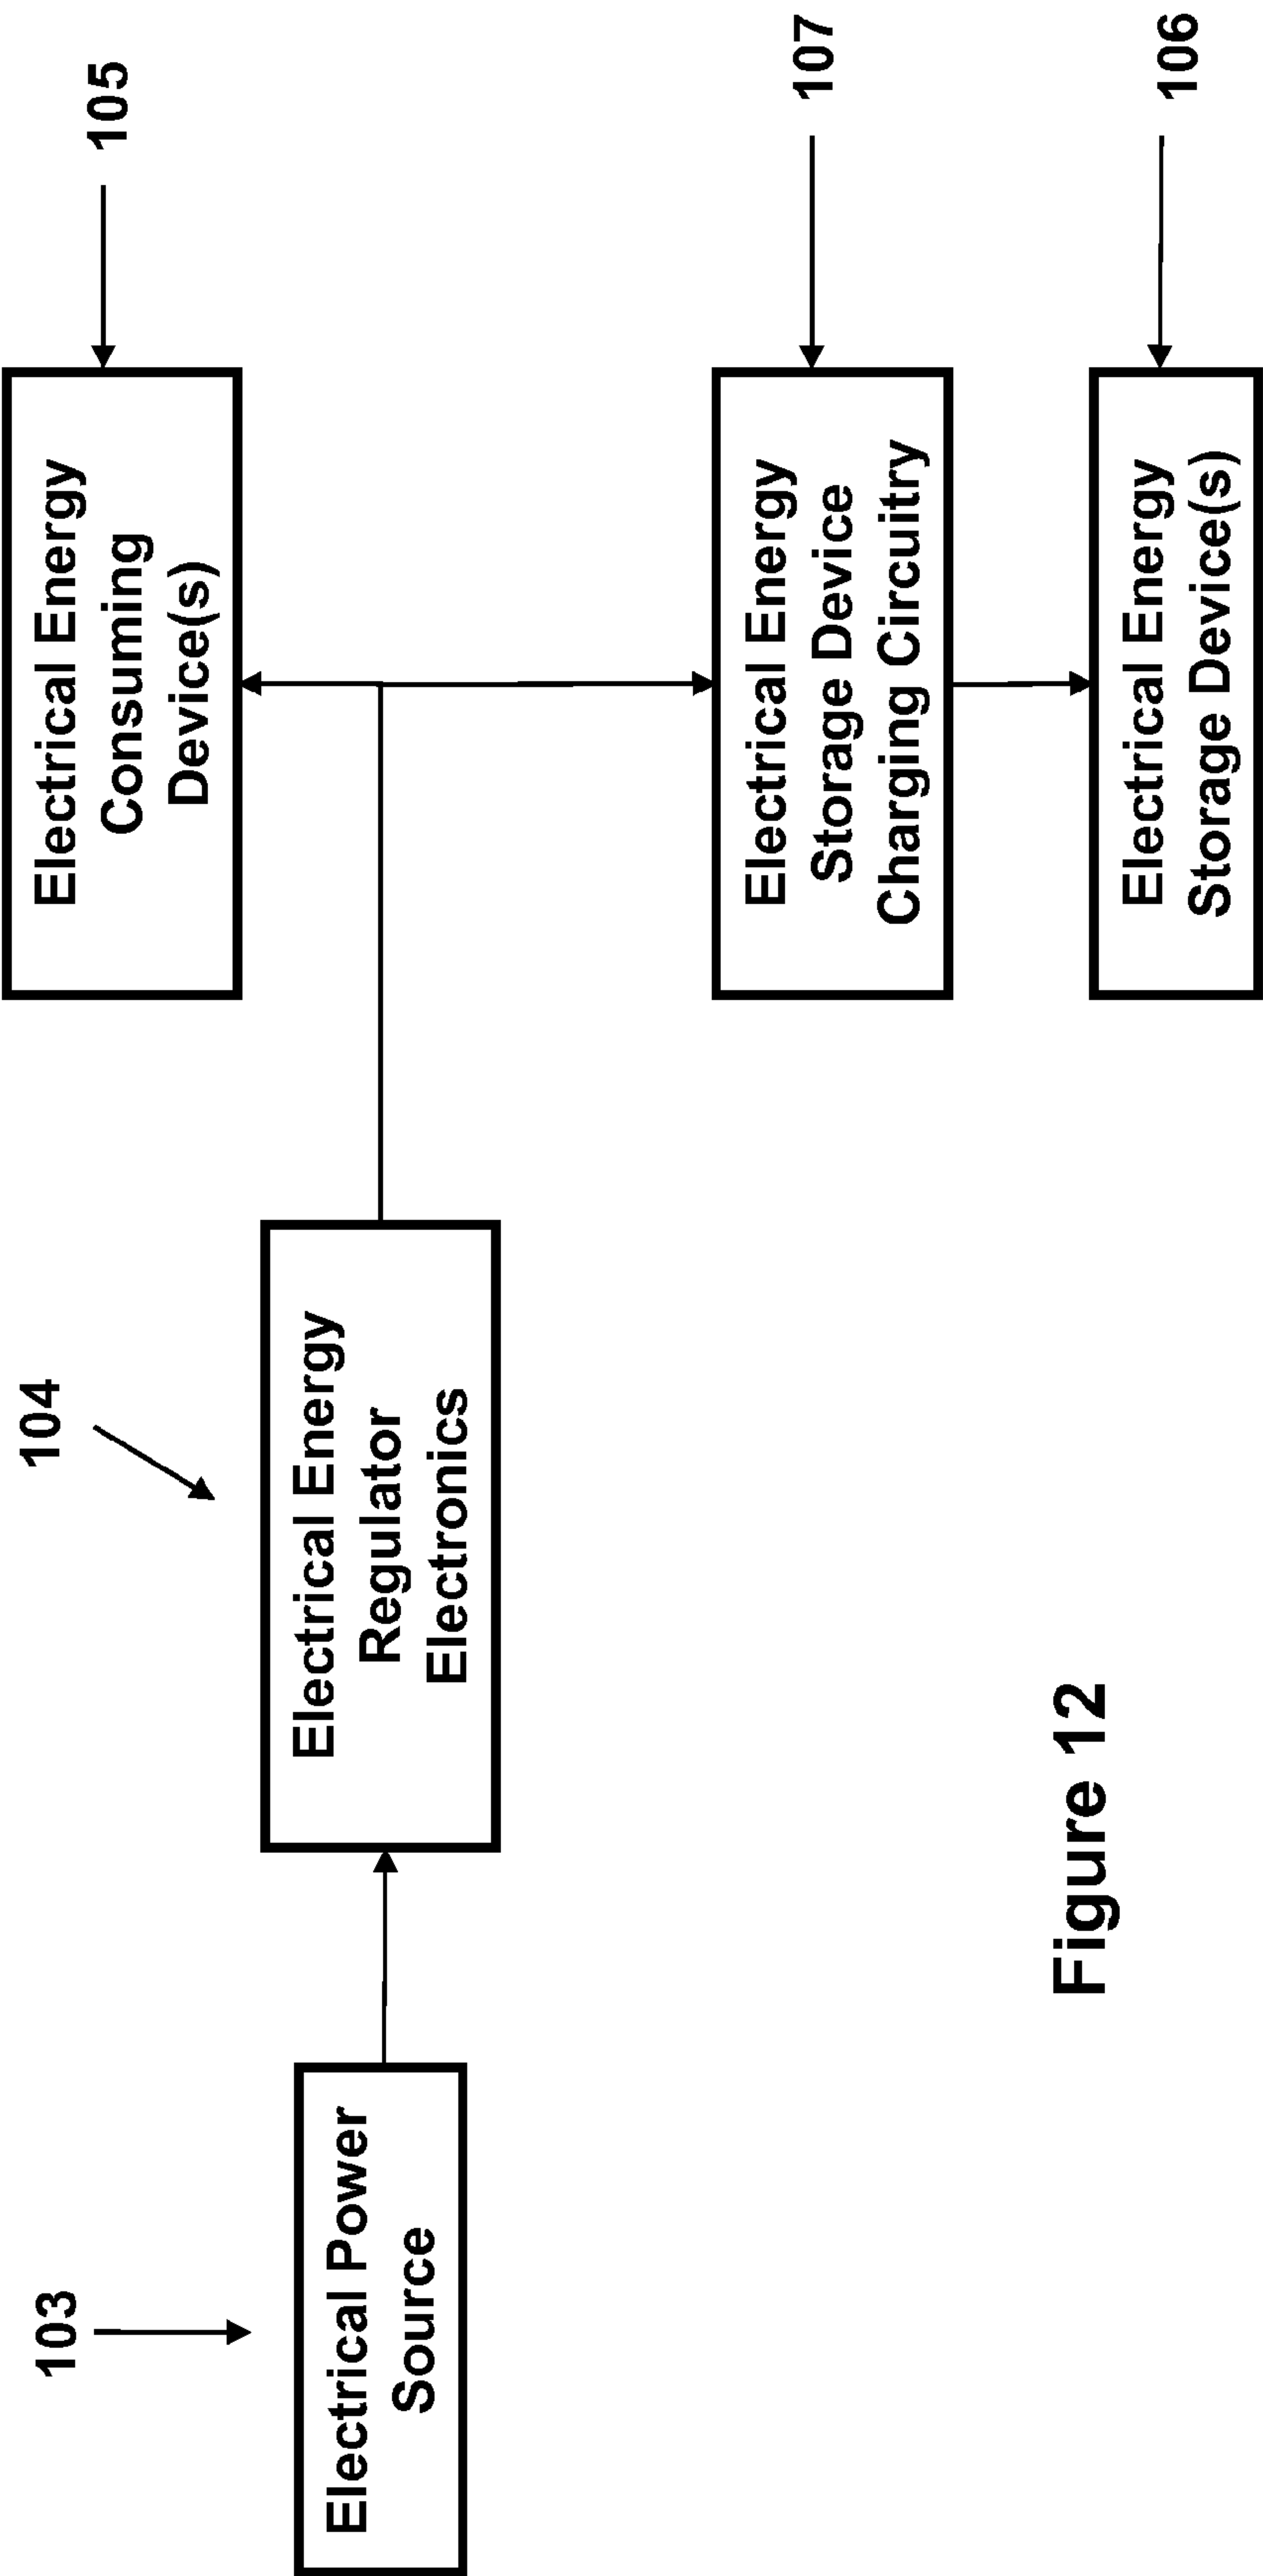 103
Electrical Power
Source
104
Electrical Energy
Regulator
Electronics
Electrical Energy
Consuming
Device(s)
105
Electrical Energy
Storage Device
Charging Circuitry
107
Electrical Energy
Storage Device(s)
106
Figure 12